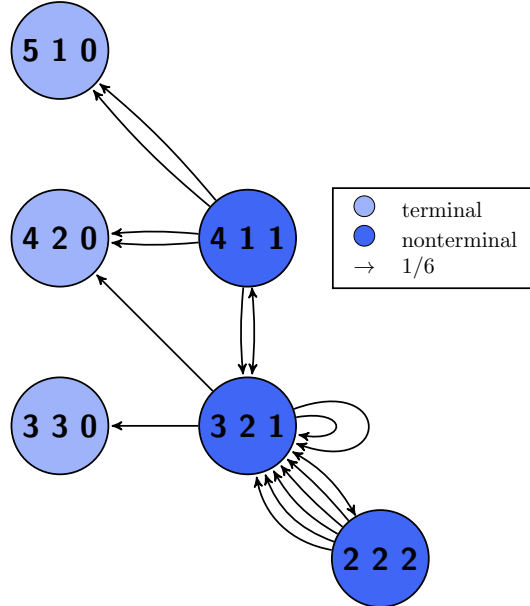 5 1 0
4 2 0
4 1 1
terminal
nonterminal
→ 1/6
3 3 0
3 2 1
2 2 2